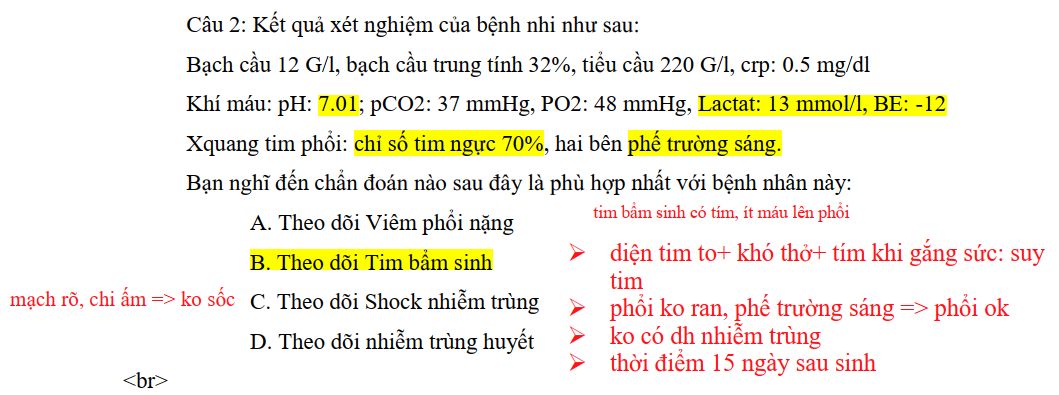 Câu 2: Kết quả xét nghiệm của bệnh nhi như sau:
Bạch cầu 12 G/l, bạch cầu trung tính 32%, tiểu cầu 220 G/l, crp: 0.5 mg/dl
Khí máu: pH: 7.01; pCO2: 37 mmHg, PO2: 48 mmHg, Lactat: 13 mmol/l, BE: -12
Xquang tim phổi: chỉ số tim ngực 70%, hai bên phế trường sáng.
Bạn nghĩ đến chẩn đoán nào sau đây là phù hợp nhất với bệnh nhân này:
A. Theo dõi Viêm phổi nặng
B. Theo dõi Tim bẩm sinh
mạch rõ, chi ấm => ko sốc
C. Theo dõi Shock nhiễm trùng
D. Theo dõi nhiễm trùng huyết
tim bẩm sinh có tím, ít máu lên phổi
➢ diện tim to+ khó thở+ tím khi gắng sức: suy
tim
➢ phổi ko ran, phế trường sáng => phổi ok
➢ ko có dh nhiễm trùng
➢ thời điểm 15 ngày sau sinh
<br>